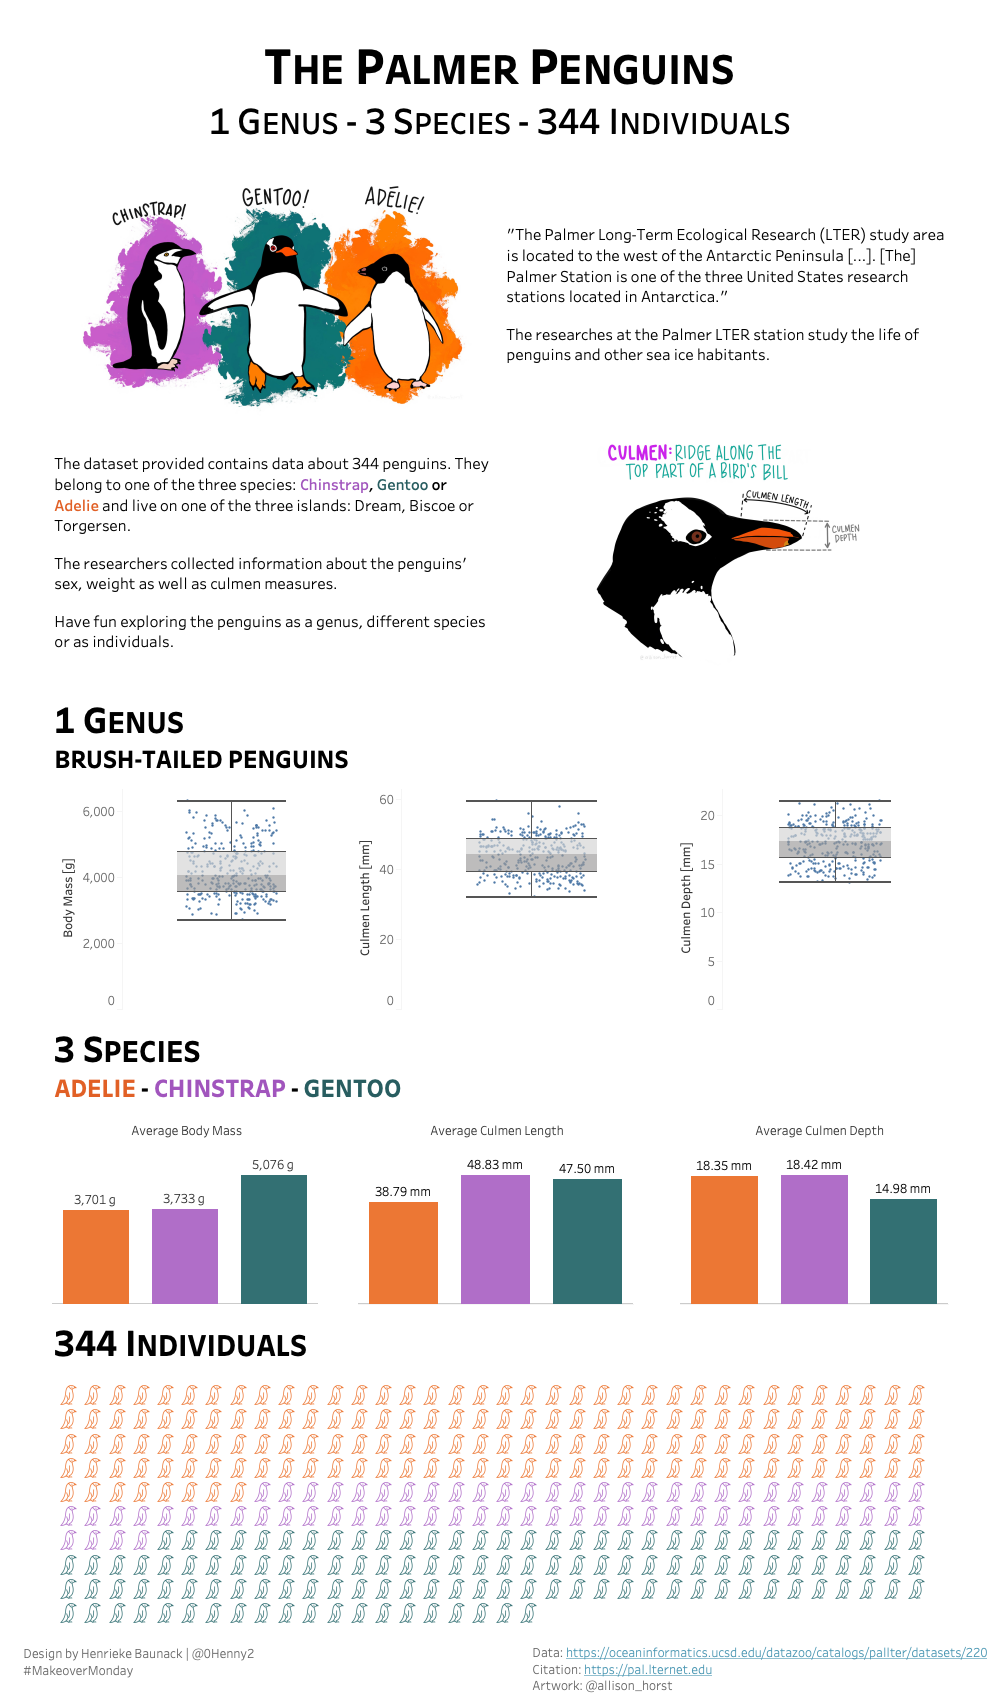 THE PALMER PENGUINS
1 GENUS - 3 SPECIES - 344 INDIVIDUALS
CHINSTRAP!
GENTOO!
ADÉLIE!
"The Palmer Long-Term Ecological Research (LTER) study area
is located to the west of the Antarctic Peninsula [...]. [The]
Palmer Station is one of the three United States research
stations located in Antarctica."
The researches at the Palmer LTER station study the life of
penguins and other sea ice habitants.
The dataset provided contains data about 344 penguins. They
belong to one of the three species: Chinstrap, Gentoo or
Adelie and live on one of the three islands: Dream, Biscoe or
Torgersen.
The researchers collected information about the penguins'
sex, weight as well as culmen measures.
Have fun exploring the penguins as a genus, different species
or as individuals.
CULMEN: RIDGE ALONG THE
TOP PART OF A BIRD'S BILL
CULMEN LENGTH
CULMEN
DEPTH
1 GENUS
BRUSH-TAILED PENGUINS
Body Mass [g]
6,000
4,000
2,000
0
Culmen Length [mm]
60
40
20
0
Culmen Depth [mm]
20
15
10
5
0
3 SPECIES
ADELIE - CHINSTRAP - GENTOO
Average Body Mass
3,701 g
3,733 g
5,076 g
Average Culmen Length
38.79 mm
48.83 mm
47.50 mm
Average Culmen Depth
18.35 mm
18.42 mm
14.98 mm
344 INDIVIDUALS
Design by Henrieke Baunack | @0Henny2
#MakeoverMonday
Data: https://oceaninformatics.ucsd.edu/datazoo/catalogs/pallter/datasets/220
Citation: https://pal.lternet.edu
Artwork: @allison_horst